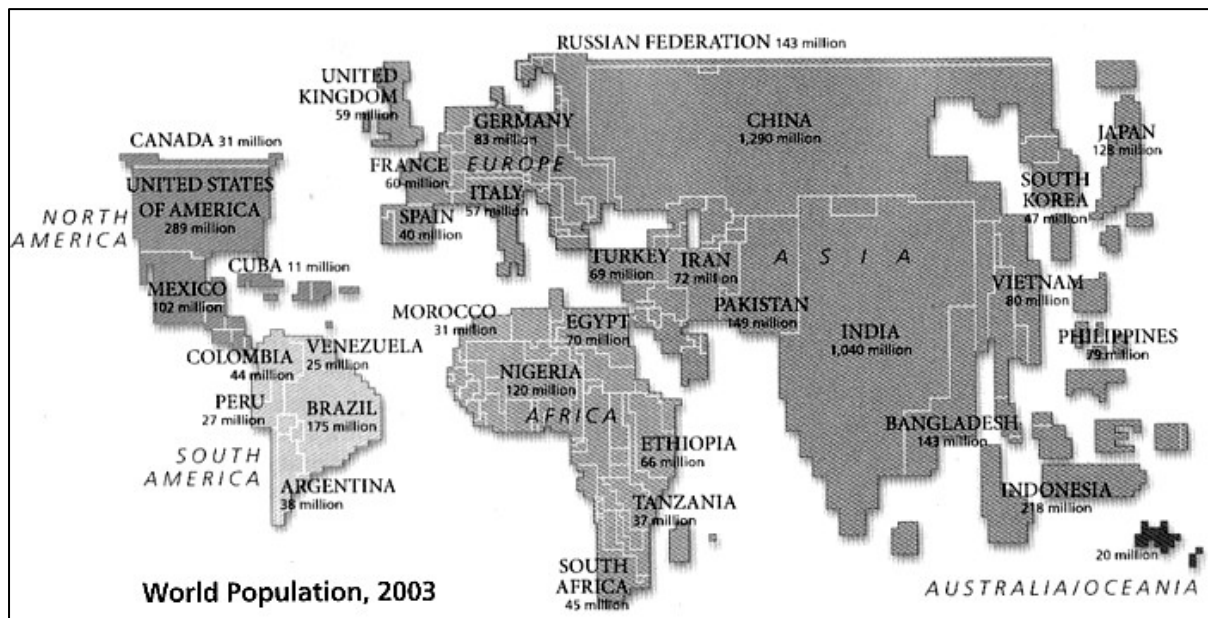 RUSSIAN FEDERATION 143 million
UNITED
KINGDOM
59 million
GERMANY
83 million
CHINA
1,290 million
JAPAN
128 million
CANADA 31 million
FRANCE
60 million
EUROPE
UNITED STATES
OF AMERICA
289 million
ITALY
57 million
SOUTH
KOREA
47 million
NORTH
AMERICA
SPAIN
40 million
TURKEY
69 million
IRAN
72 million
ASIA
CUBA 11 million
MEXICO
102 million
PAKISTAN
149 million
VIETNAM
80 million
MOROCCO
31 million
EGYPT
70 million
INDIA
1,040 million
PHILIPPINES
79 million
COLOMBIA
44 million
VENEZUELA
25 million
NIGERIA
120 million
PERU
27 million
BRAZIL
175 million
AFRICA
BANGLADESH
143 million
ETHIOPIA
66 million
SOUTH
AMERICA
ARGENTINA
38 million
TANZANIA
37 million
INDONESIA
218 million
20 million
SOUTH
AFRICA
45 million
AUSTRALIA/OCEANIA
World Population, 2003